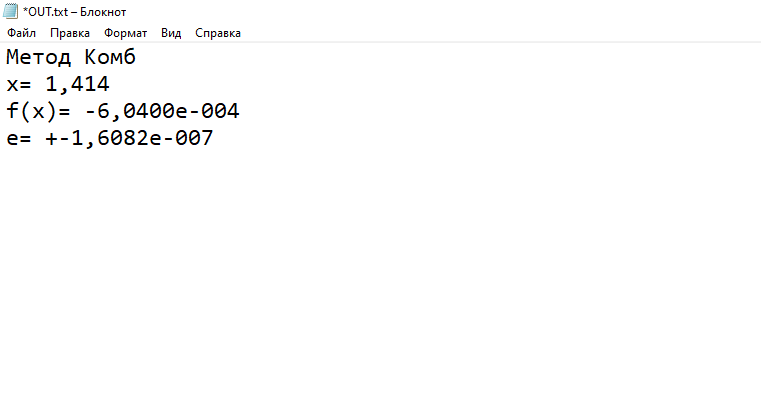 *OUT.txt – Блокнот
Файл Правка Формат Вид Справка
Метод Комб
x= 1,414
f(x)= -6,0400e-004
e= +-1,6082e-007